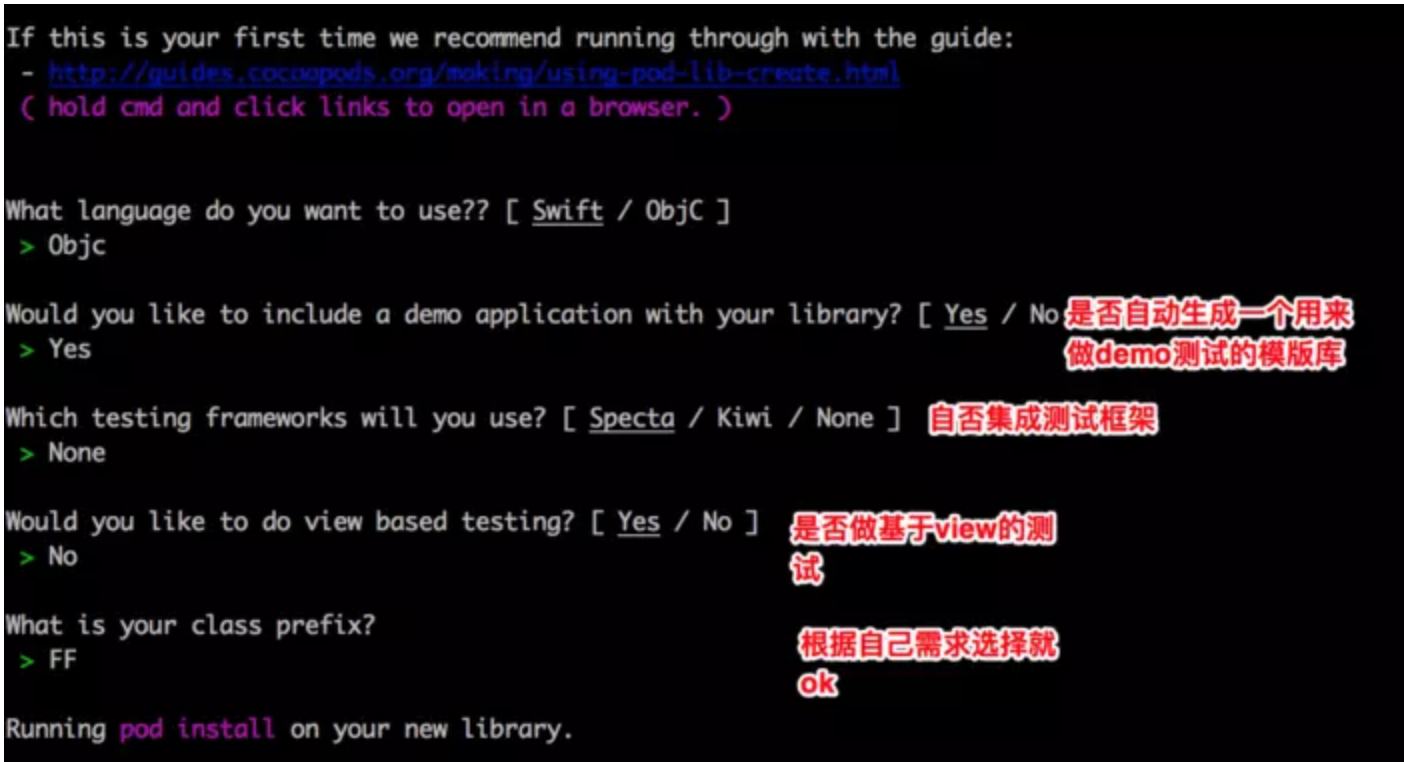 If this is your first time we recommend running through with the guide:
- http://guides.cocoapods.org/making/using-pod-lib-create.html
( hold cmd and click links to open in a browser. )
What language do you want to use?? [ Swift / ObjC ]
> Objc
Would you like to include a demo application with your library? [ Yes / No
是否自动生成一个用来
做demo测试的模版库
> Yes
Which testing frameworks will you use? [ Specta / Kiwi / None ]
自否集成测试框架
> None
Would you like to do view based testing? [ Yes / No ]
是否做基于view的测
试
> No
What is your class prefix?
根据自己需求选择就
ok
> FF
Running pod install on your new library.